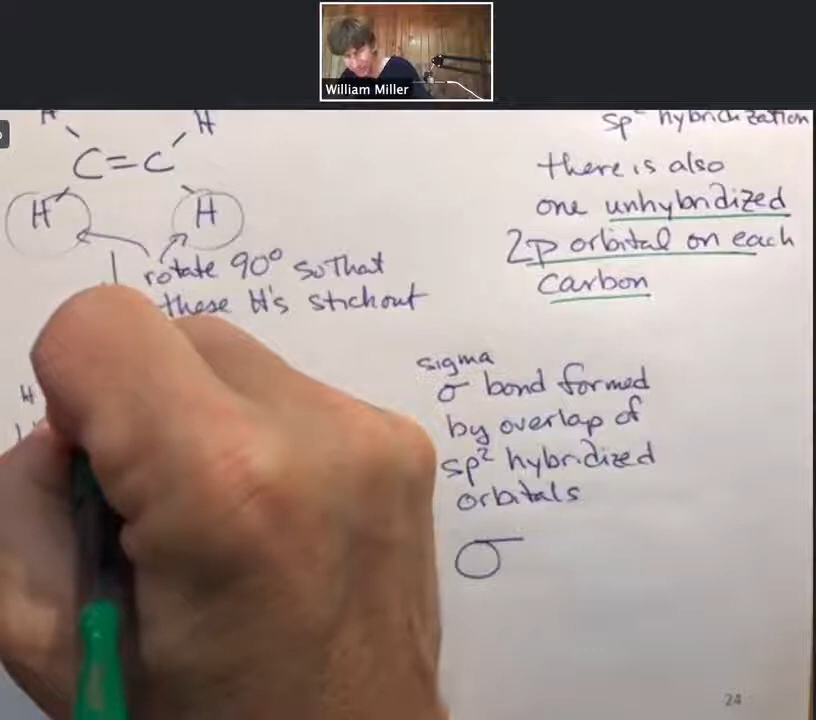 William Miller
H
H
C=C
H
H
rotate 90° so that
these H's stick out
H
sp² hybridization
there is also
one unhybridized
2p orbital on each
carbon
sigma
σ bond formed
by overlap of
sp² hybridized
orbitals
σ
24